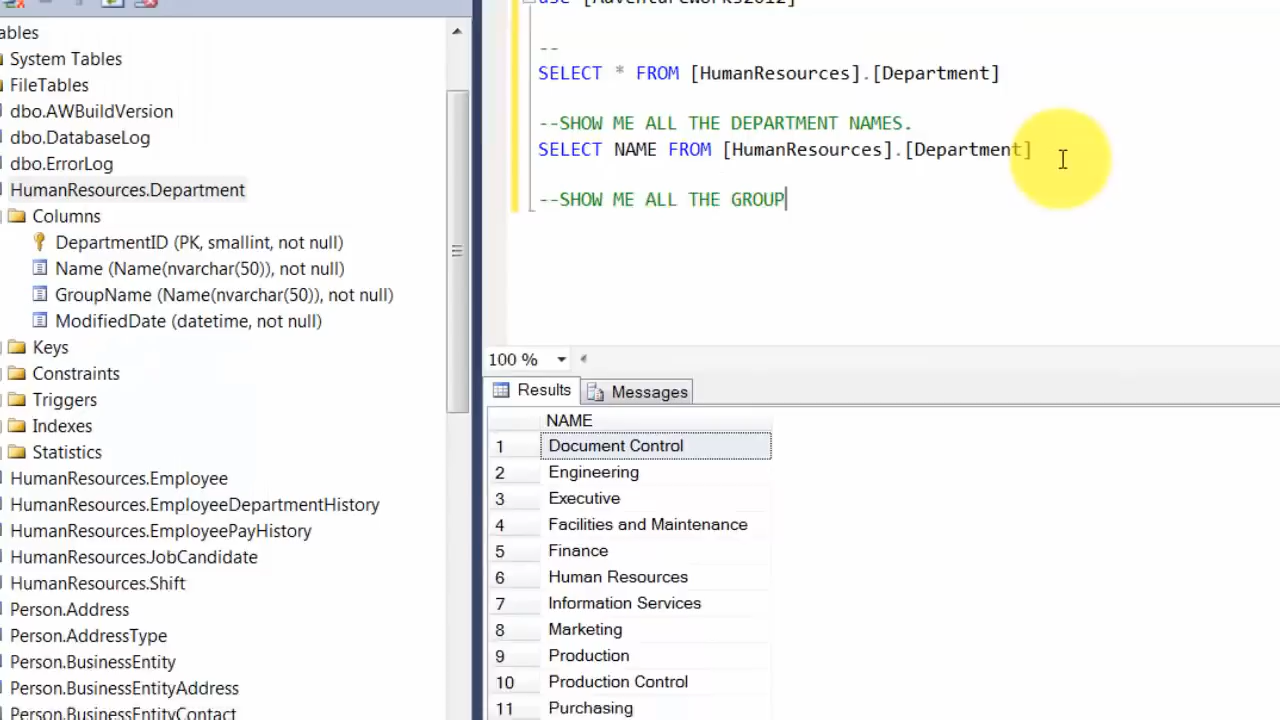 ables
System Tables
FileTables
dbo.AWBuildVersion
dbo.DatabaseLog
dbo.ErrorLog
HumanResources.Department
Columns
DepartmentID (PK, smallint, not null)
Name (Name(nvarchar(50)), not null)
GroupName (Name(nvarchar(50)), not null)
ModifiedDate (datetime, not null)
Keys
Constraints
Triggers
Indexes
Statistics
HumanResources.Employee
HumanResources.EmployeeDepartmentHistory
HumanResources.EmployeePayHistory
HumanResources.JobCandidate
HumanResources.Shift
Person.Address
Person.AddressType
Person.BusinessEntity
Person.BusinessEntityAddress
Person.BusinessEntityContact
use [AdventureWorks2012]
--
SELECT * FROM [HumanResources].[Department]
--SHOW ME ALL THE DEPARTMENT NAMES.
SELECT NAME FROM [HumanResources].[Department]
--SHOW ME ALL THE GROUP
100 %
Results Messages
NAME
1 Document Control
2 Engineering
3 Executive
4 Facilities and Maintenance
5 Finance
6 Human Resources
7 Information Services
8 Marketing
9 Production
10 Production Control
11 Purchasing